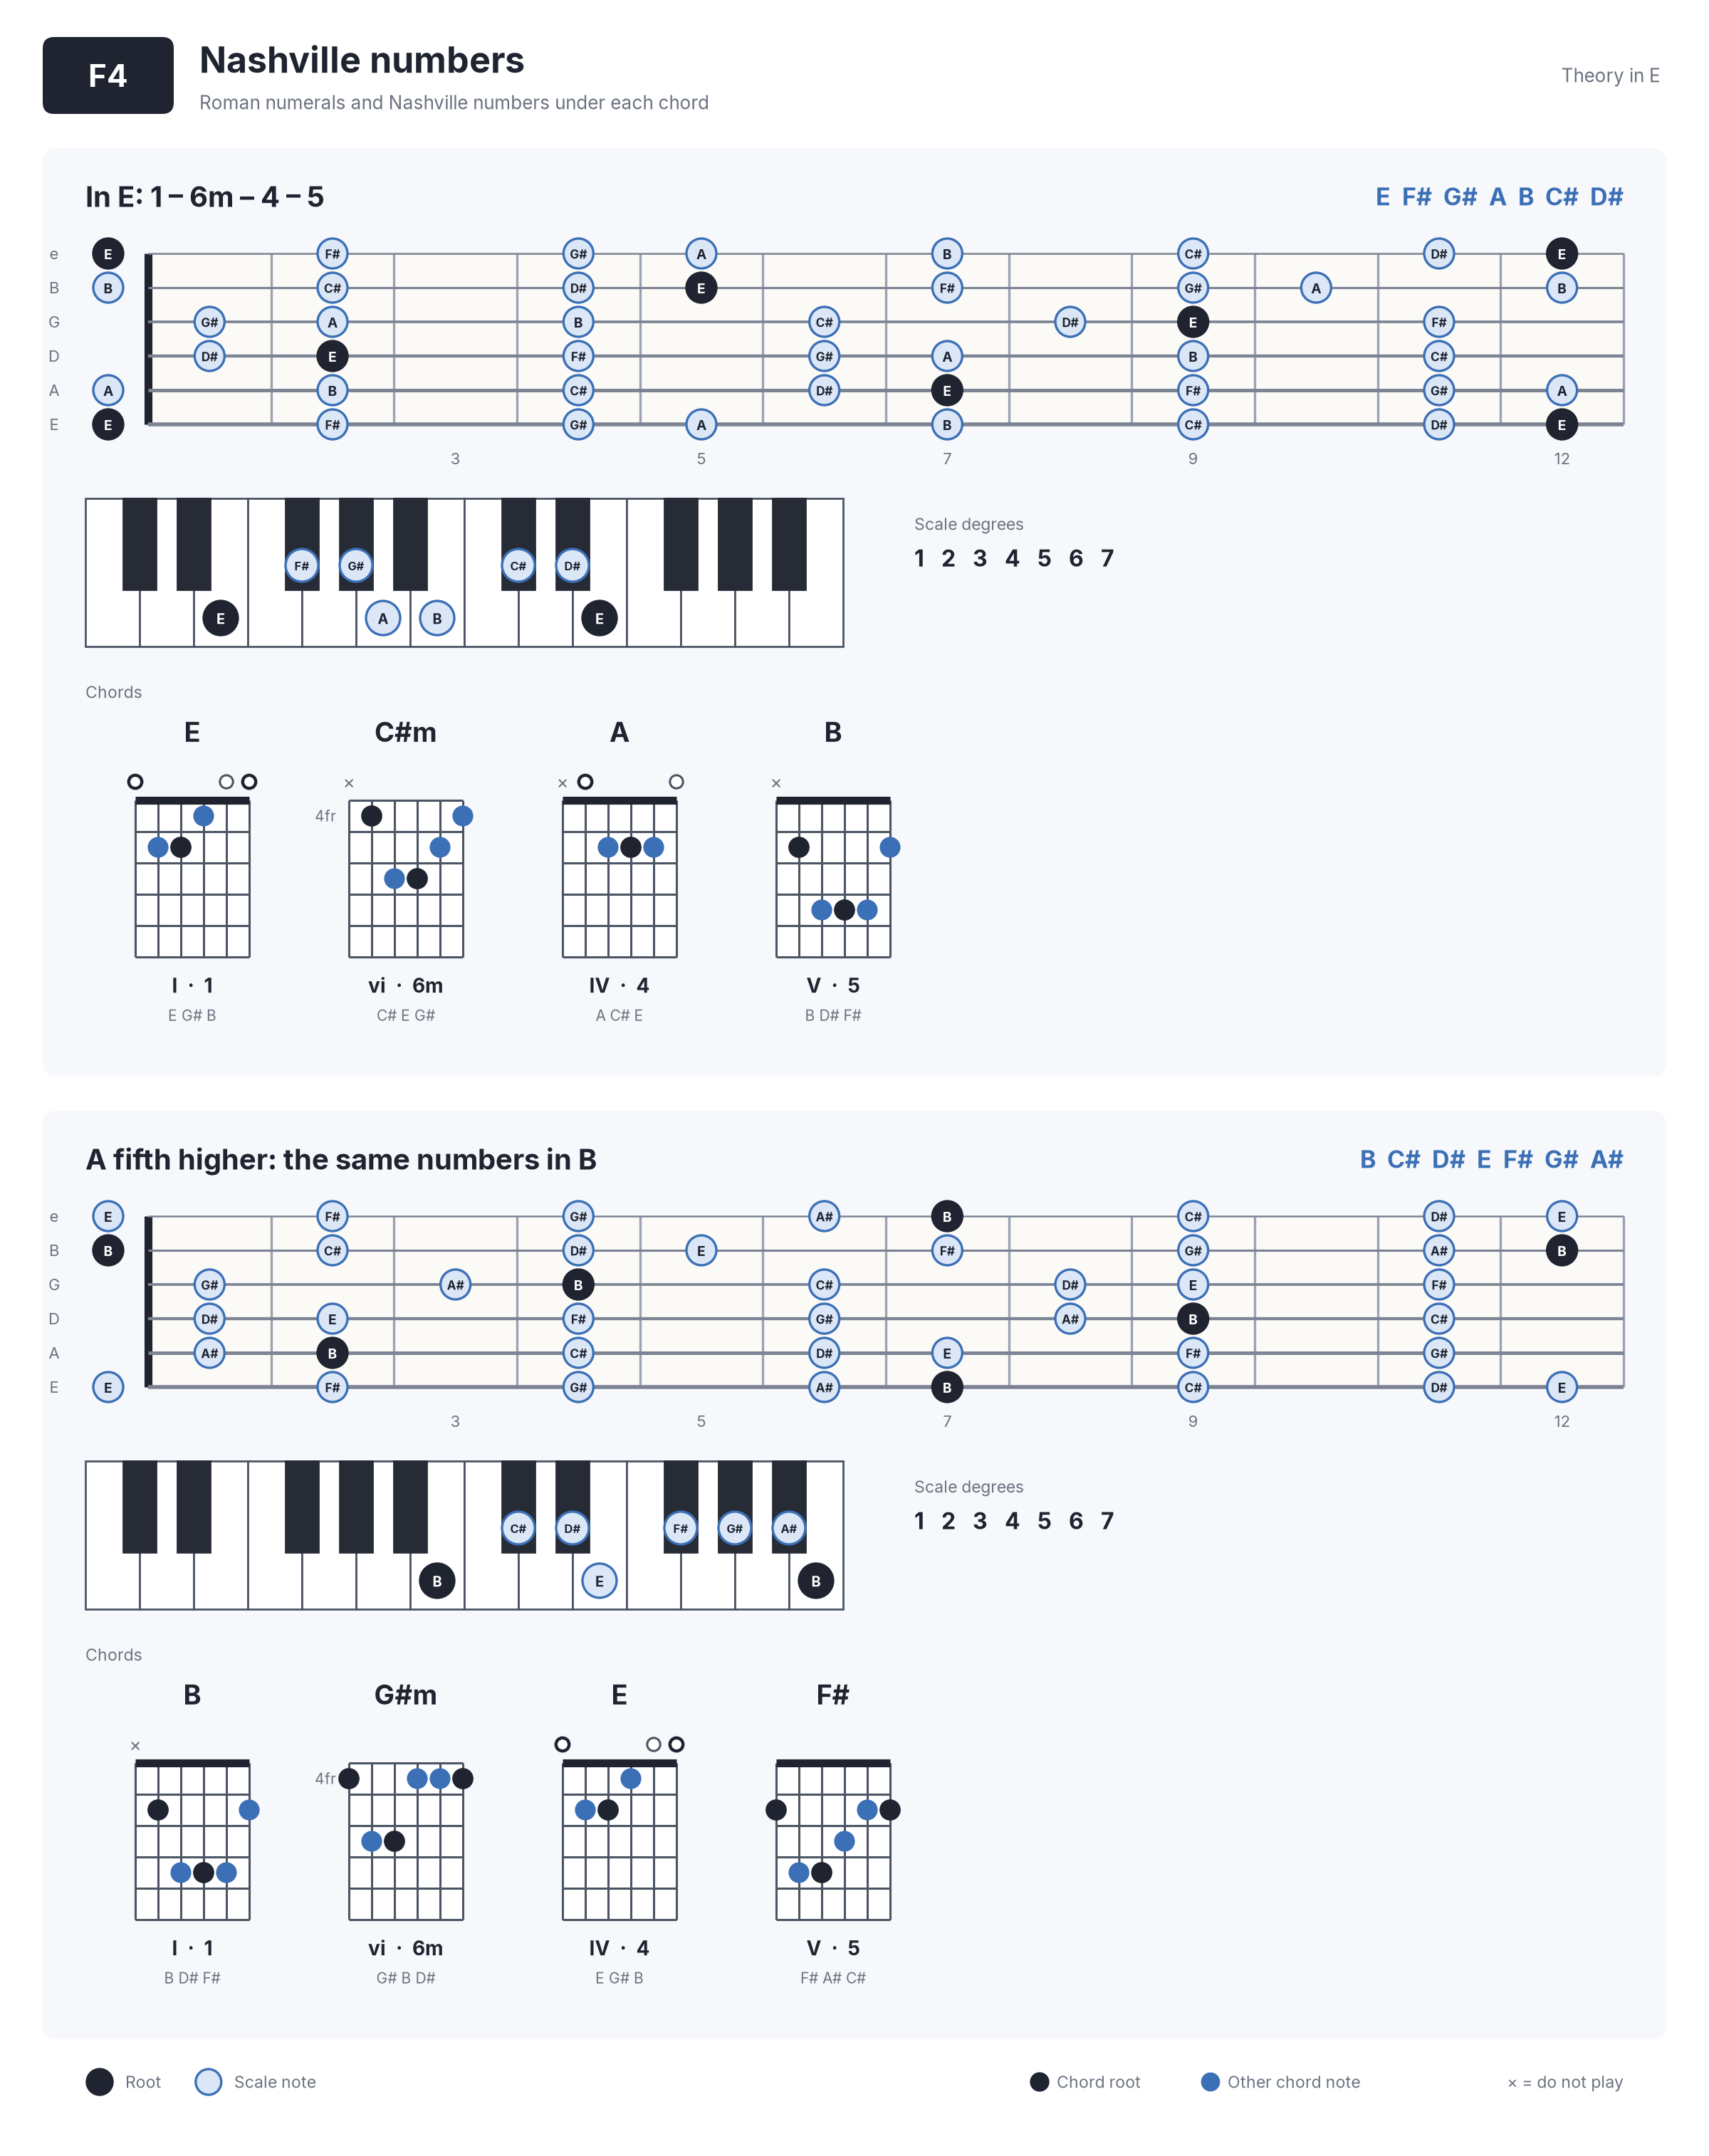 F4
Nashville numbers
Roman numerals and Nashville numbers under each chord
Theory in E
In E: 1 – 6m – 4 – 5
E F# G# A B C# D#
e E F# G# A B C# D# E
B B C# D# E F# G# A B
G G# A B C# D# E F#
D D# E F# G# A B C#
A A B C# D# E F# G# A
E E F# G# A B C# D# E
3 5 7 9 12
F# G# C# D#
E A B E
Scale degrees
1 2 3 4 5 6 7
Chords
E C#m A B
× × ×
4fr
I · 1 vi · 6m IV · 4 V · 5
E G# B C# E G# A C# E B D# F#
A fifth higher: the same numbers in B
B C# D# E F# G# A#
e E F# G# A# B C# D# E
B B C# D# E F# G# A# B
G G# A# B C# D# E F#
D D# E F# G# A# B C#
A A# B C# D# E F# G#
E E F# G# A# B C# D# E
3 5 7 9 12
C# D# F# G# A#
B E B
Scale degrees
1 2 3 4 5 6 7
Chords
B G#m E F#
×
4fr
I · 1 vi · 6m IV · 4 V · 5
B D# F# G# B D# E G# B F# A# C#
Root Scale note Chord root Other chord note × = do not play